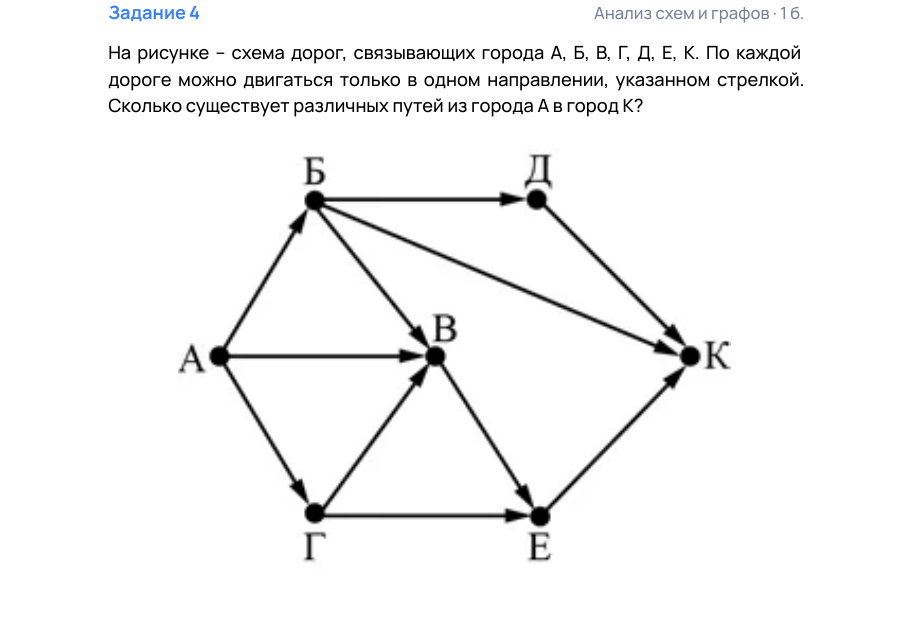 Задание 4
Анализ схем и графов · 1 б.
На рисунке – схема дорог, связывающих города А, Б, В, Г, Д, Е, К. По каждой
дороге можно двигаться только в одном направлении, указанном стрелкой.
Сколько существует различных путей из города А в город К?
Б
Д
В
А
К
Г
Е